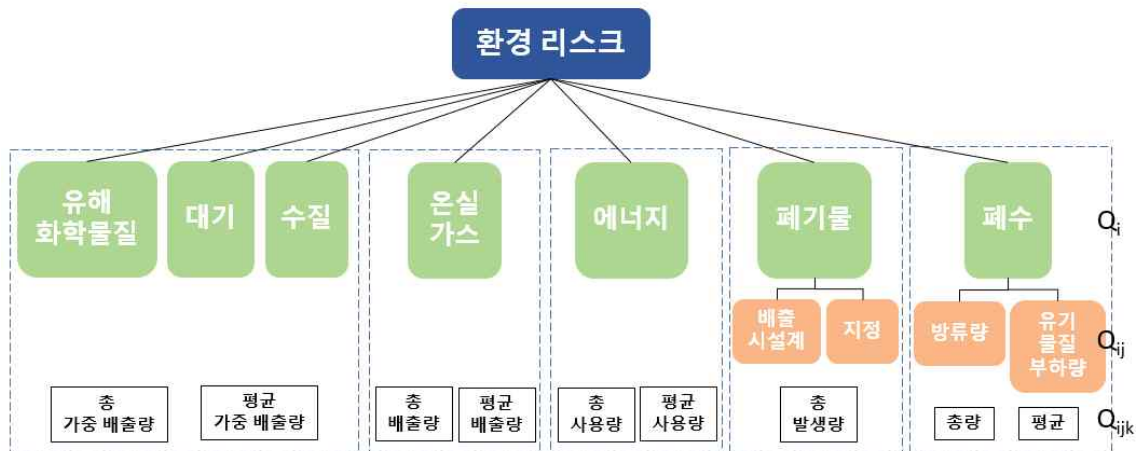 환경 리스크
유해
화학물질
대기
수질
온실
가스
에너지
폐기물
폐수
Qi
배출
시설계
지정
방류량
유기
물질
부하량
Qij
총
가중 배출량
평균
가중 배출량
총
배출량
평균
배출량
총
사용량
평균
사용량
총
발생량
총량
평균
Qijk